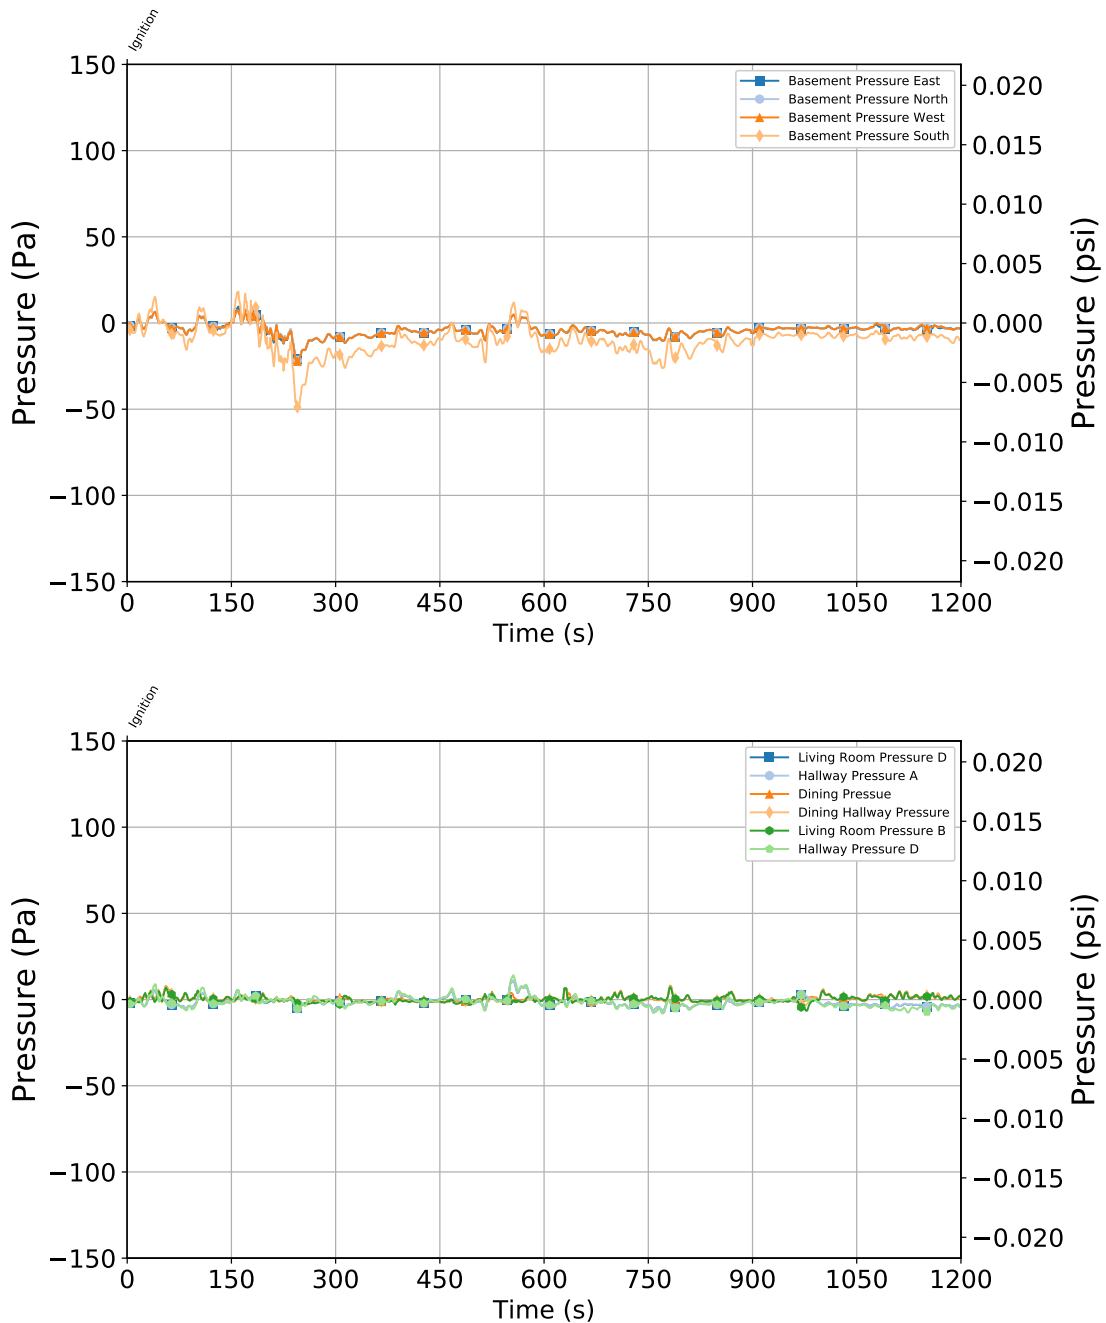 Ignition
150
100
50
0
−50
−100
−150
0.020
0.015
0.010
0.005
0.000
−0.005
−0.010
−0.015
−0.020
Pressure (Pa)
Pressure (psi)
Basement Pressure East
Basement Pressure North
Basement Pressure West
Basement Pressure South
0 150 300 450 600 750 900 1050 1200
Time (s)
Ignition
150
100
50
0
−50
−100
−150
0.020
0.015
0.010
0.005
0.000
−0.005
−0.010
−0.015
−0.020
Pressure (Pa)
Pressure (psi)
Living Room Pressure D
Hallway Pressure A
Dining Pressue
Dining Hallway Pressure
Living Room Pressure B
Hallway Pressure D
0 150 300 450 600 750 900 1050 1200
Time (s)